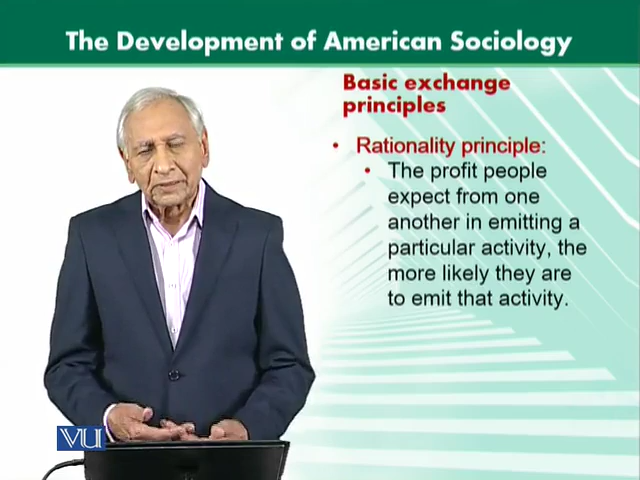 The Development of American Sociology
Basic exchange
principles
• Rationality principle:
• The profit people
expect from one
another in emitting a
particular activity, the
more likely they are
to emit that activity.
VU